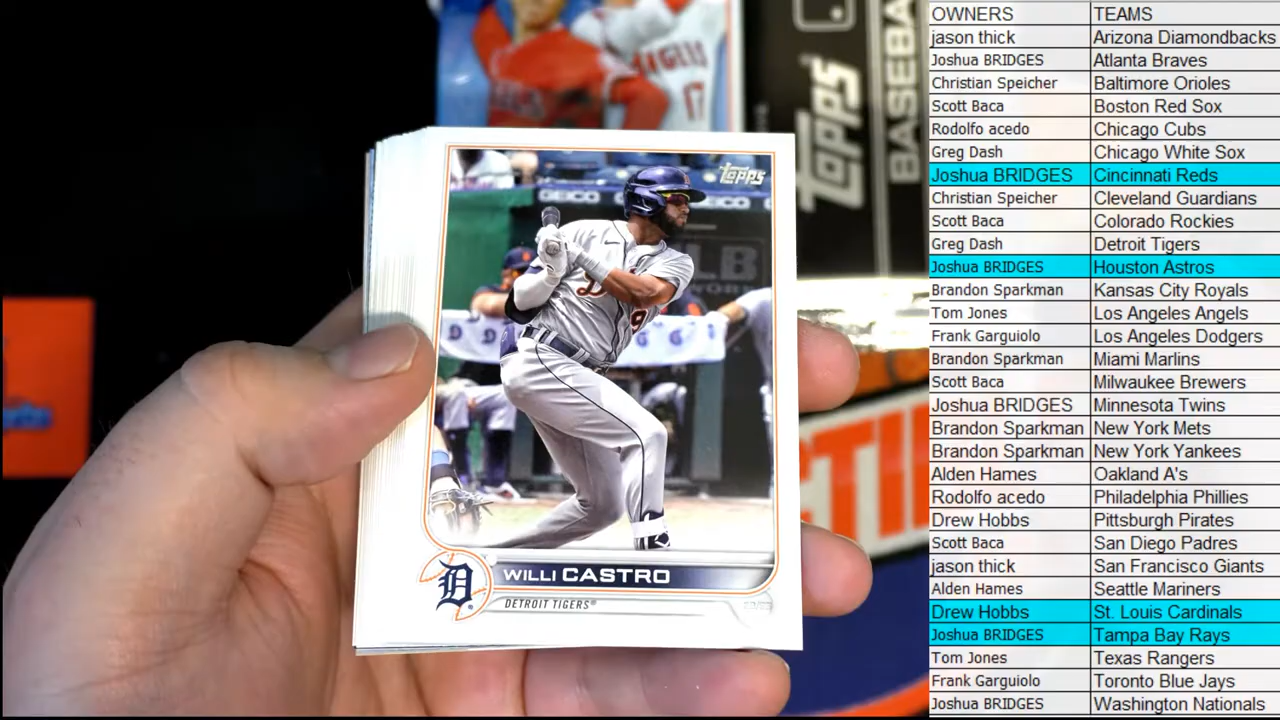 ANGELS
17
Topps
BASEBA
Topps
GEICO
GEICO
LB
D
9
D
WILLI CASTRO
DETROIT TIGERS®
OWNERS TEAMS
jason thick Arizona Diamondbacks
Joshua BRIDGES Atlanta Braves
Christian Speicher Baltimore Orioles
Scott Baca Boston Red Sox
Rodolfo acedo Chicago Cubs
Greg Dash Chicago White Sox
Joshua BRIDGES Cincinnati Reds
Christian Speicher Cleveland Guardians
Scott Baca Colorado Rockies
Greg Dash Detroit Tigers
Joshua BRIDGES Houston Astros
Brandon Sparkman Kansas City Royals
Tom Jones Los Angeles Angels
Frank Garguiolo Los Angeles Dodgers
Brandon Sparkman Miami Marlins
Scott Baca Milwaukee Brewers
Joshua BRIDGES Minnesota Twins
Brandon Sparkman New York Mets
Brandon Sparkman New York Yankees
Alden Hames Oakland A's
Rodolfo acedo Philadelphia Phillies
Drew Hobbs Pittsburgh Pirates
Scott Baca San Diego Padres
jason thick San Francisco Giants
Alden Hames Seattle Mariners
Drew Hobbs St. Louis Cardinals
Joshua BRIDGES Tampa Bay Rays
Tom Jones Texas Rangers
Frank Garguiolo Toronto Blue Jays
Joshua BRIDGES Washington Nationals